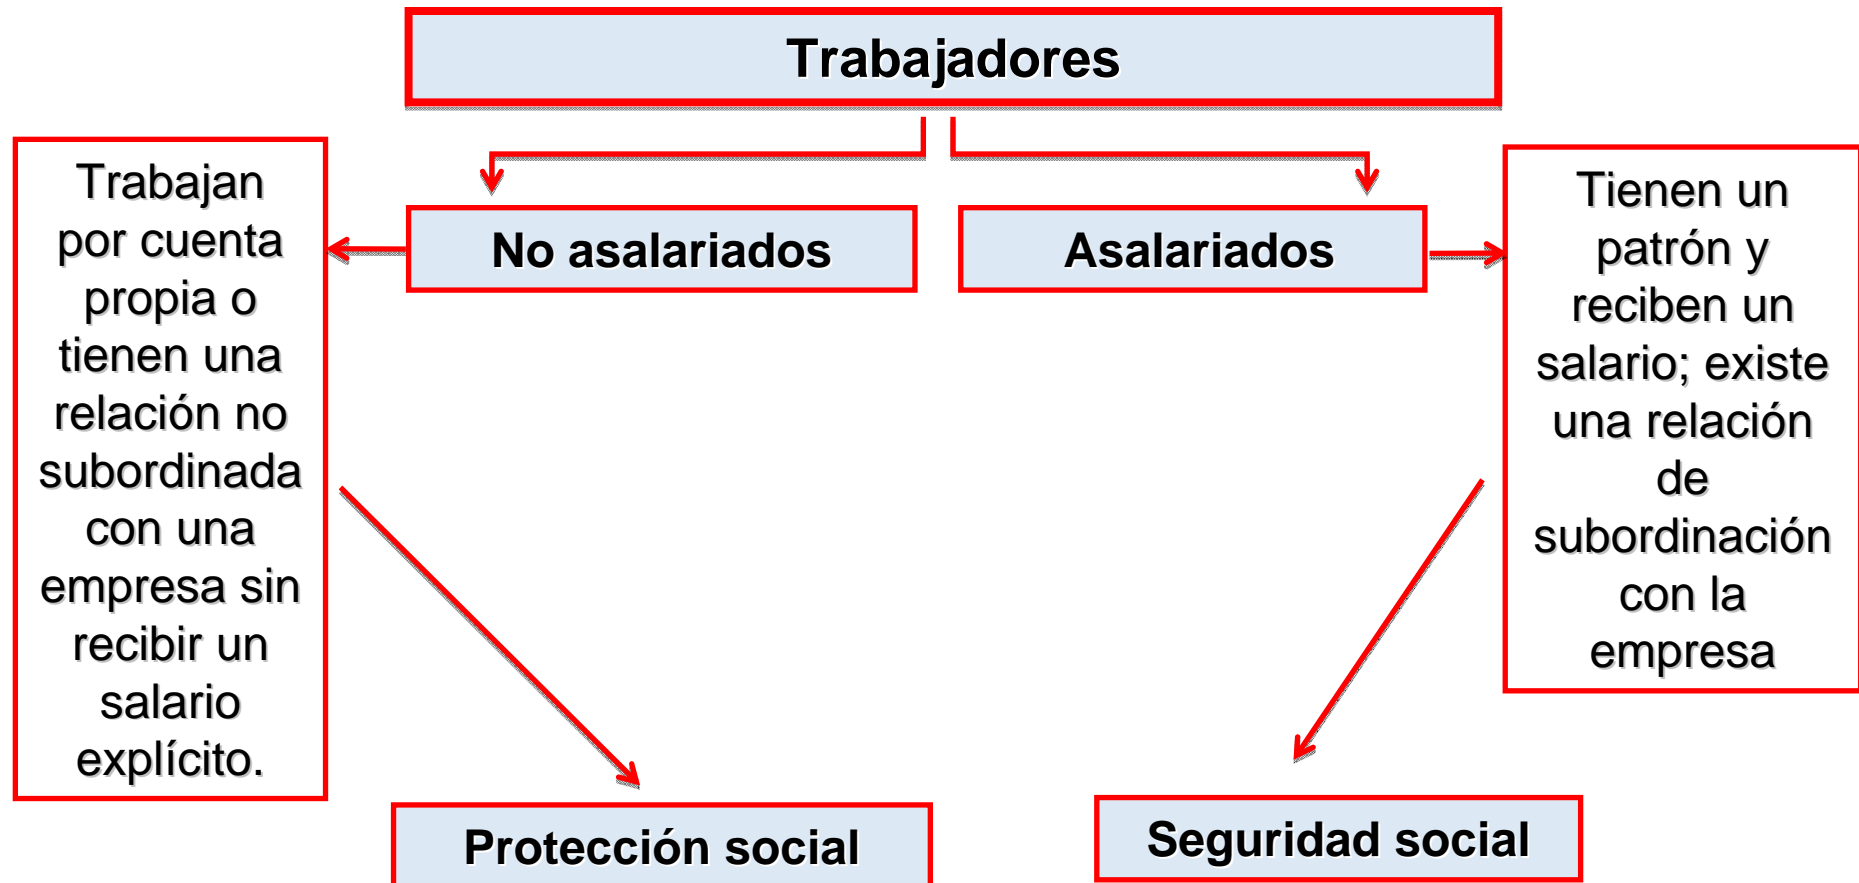 Trabajadores
No asalariados
Asalariados
Trabajan
por cuenta
propia o
tienen una
relación no
subordinada
con una
empresa sin
recibir un
salario
explícito.
Tienen un
patrón y
reciben un
salario; existe
una relación
de
subordinación
con la
empresa
Protección social
Seguridad social